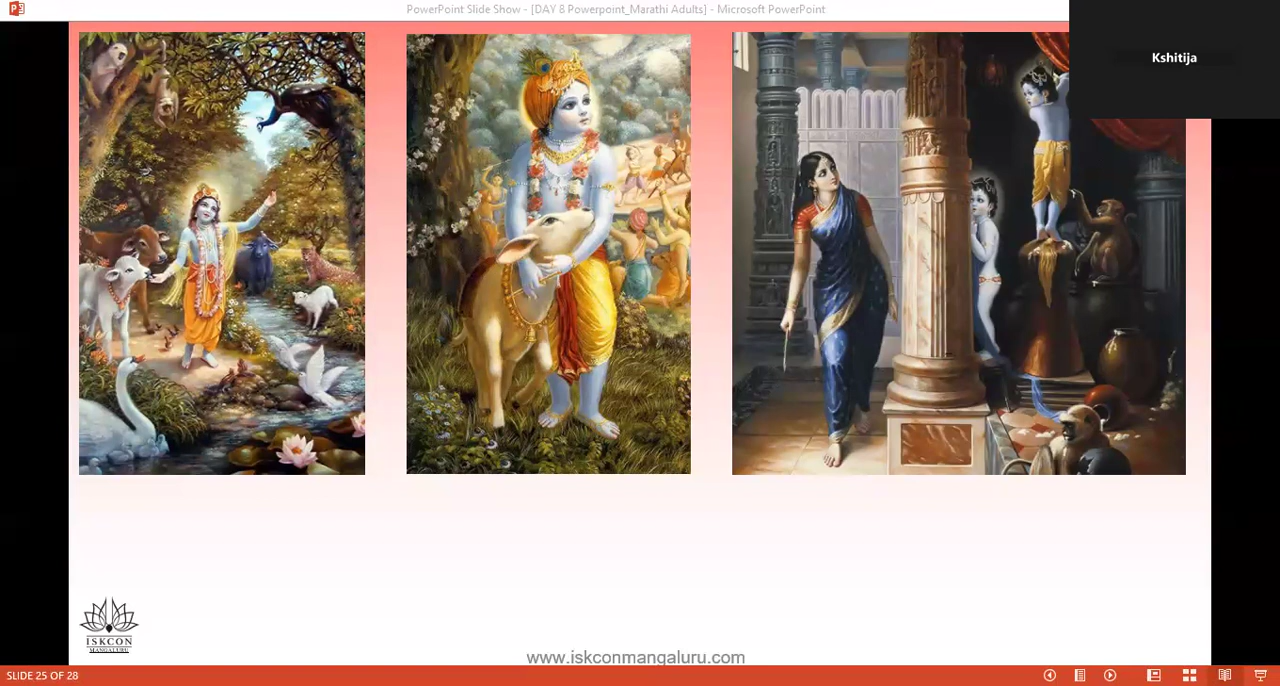 PowerPoint Slide Show - [DAY 8 Powerpoint_Marathi Adults] - Microsoft PowerPoint
Kshitija
ISKCON
MANGALURU
www.iskconmangaluru.com
SLIDE 25 OF 28